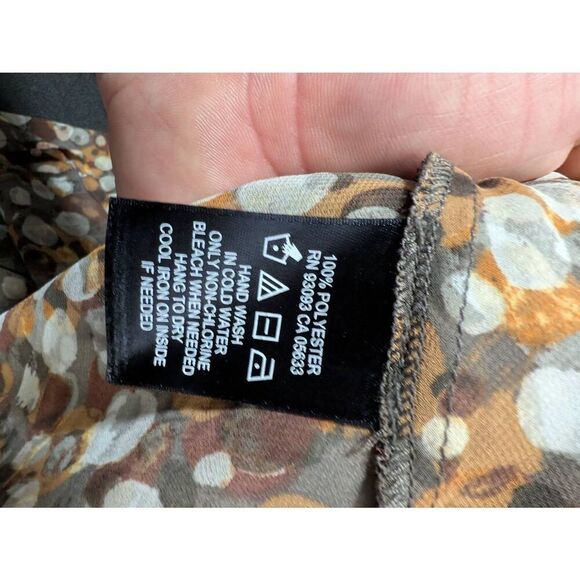 100% POLYESTER
RN 93093 CA 05633
HAND WASH
IN COLD WATER
ONLY NON-CHLORINE
BLEACH WHEN NEEDED
HANG TO DRY
COOL IRON ON INSIDE
IF NEEDED